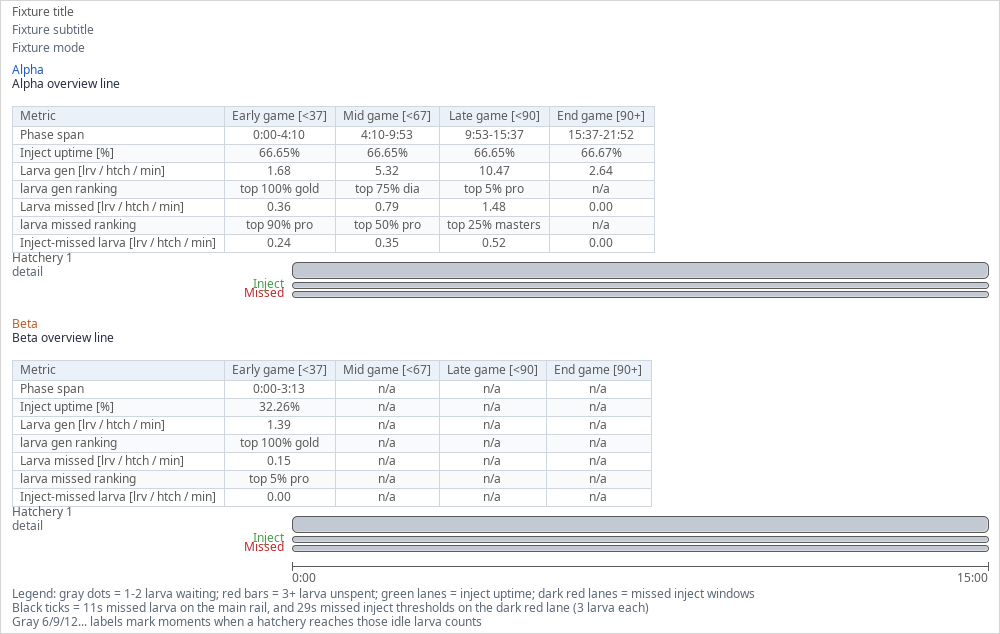 Fixture title
Fixture subtitle
Fixture mode
Alpha
Alpha overview line
Metric Early game [<37] Mid game [<67] Late game [<90] End game [90+]
Phase span 0:00-4:10 4:10-9:53 9:53-15:37 15:37-21:52
Inject uptime [%] 66.65% 66.65% 66.65% 66.67%
Larva gen [lrv / htch / min] 1.68 5.32 10.47 2.64
larva gen ranking top 100% gold top 75% dia top 5% pro n/a
Larva missed [lrv / htch / min] 0.36 0.79 1.48 0.00
larva missed ranking top 90% pro top 50% pro top 25% masters n/a
Inject-missed larva [lrv / htch / min] 0.24 0.35 0.52 0.00
Hatchery 1
detail
Inject
Missed
Beta
Beta overview line
Metric Early game [<37] Mid game [<67] Late game [<90] End game [90+]
Phase span 0:00-3:13 n/a n/a n/a
Inject uptime [%] 32.26% n/a n/a n/a
Larva gen [lrv / htch / min] 1.39 n/a n/a n/a
larva gen ranking top 100% gold n/a n/a n/a
Larva missed [lrv / htch / min] 0.15 n/a n/a n/a
larva missed ranking top 5% pro n/a n/a n/a
Inject-missed larva [lrv / htch / min] 0.00 n/a n/a n/a
Hatchery 1
detail
Inject
Missed
0:00 15:00
Legend: gray dots = 1-2 larva waiting; red bars = 3+ larva unspent; green lanes = inject uptime; dark red lanes = missed inject windows
Black ticks = 11s missed larva on the main rail, and 29s missed inject thresholds on the dark red lane (3 larva each)
Gray 6/9/12... labels mark moments when a hatchery reaches those idle larva counts